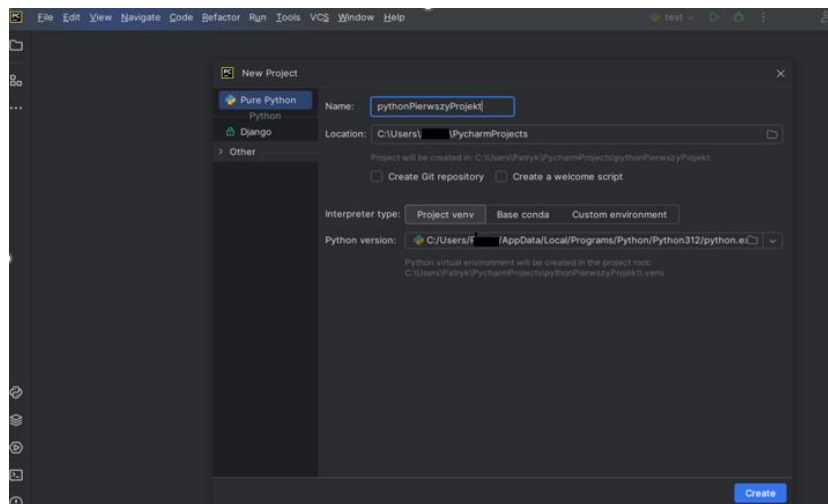 PC File Edit View Navigate Code Refactor Run Tools VCS Window Help test
PC New Project
Pure Python
Python
Django
Other
Name: pythonPierwszyProjekt
Location: C:\Users\ \PycharmProjects
Project will be created in: C:\Users\Patryk\PycharmProjects\pythonPierwszyProjekt
Create Git repository Create a welcome script
Interpreter type: Project venv Base conda Custom environment
Python version: C:/Users/ /AppData/Local/Programs/Python/Python312/python.e
Python virtual environment will be created in the project root:
C:\Users\Patryk\PycharmProjects\pythonPierwszyProjekt\.venv
Create